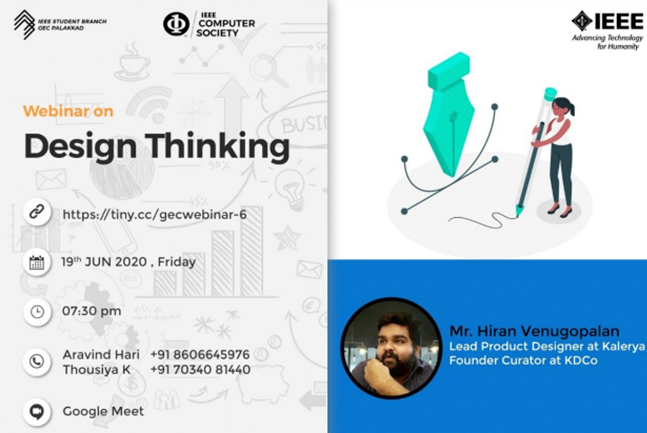 IEEE STUDENT BRANCH
GEC PALAKKAD
IEEE
COMPUTER
SOCIETY
IEEE
Advancing Technology
for Humanity
Webinar on
Design Thinking
https://tiny.cc/gecwebinar-6
19th JUN 2020 , Friday
07:30 pm
Aravind Hari +91 8606645976
Thousiya K +91 70340 81440
Google Meet
Mr. Hiran Venugopalan
Lead Product Designer at Kalerya
Founder Curator at KDCo